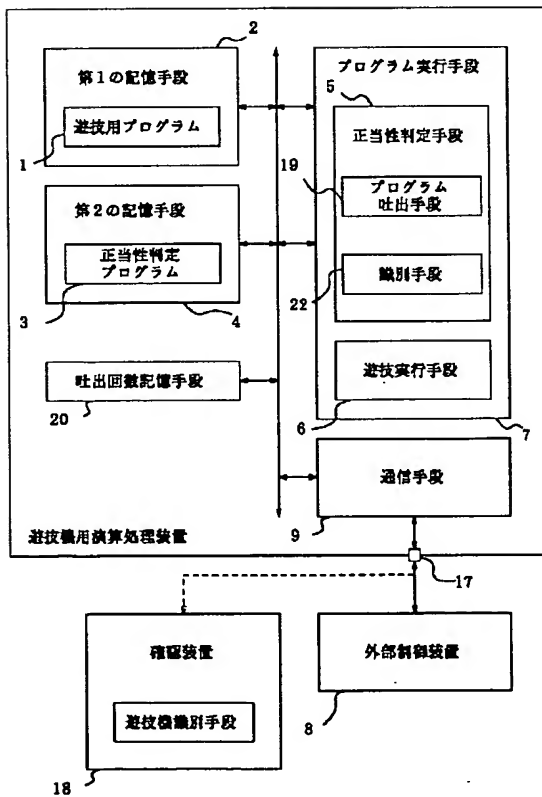 2
第１の記憶手段
1
遊技用プログラム
第２の記憶手段
正当性判定
プログラム
3
4
吐出回数記憶手段
20
プログラム実行手段
5
正当性判定手段
19
プログラム
吐出手段
22
識別手段
遊技実行手段
6
7
通信手段
9
遊技機用演算処理装置
17
確認装置
遊技機識別手段
18
外部制御装置
8